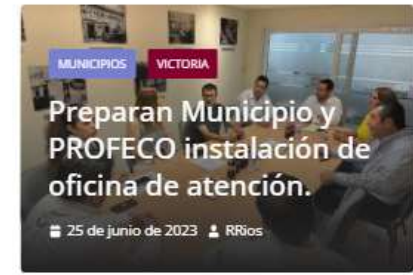 MUNICIPIOS VICTORIA
Preparan Municipio y
PROFECO instalación de
oficina de atención.
25 de junio de 2023 RRios